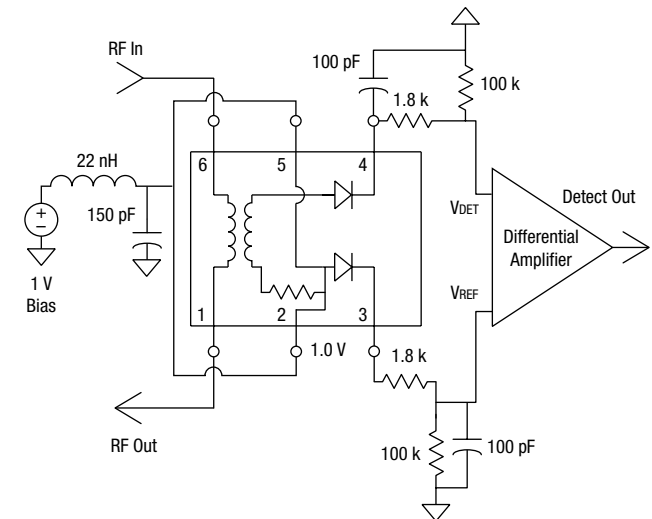 RF In
100 pF
1.8 k
100 k
6
5
4
22 nH
150 pF
VDET
Detect Out
Differential
Amplifier
+
–
1 V
Bias
VREF
1
2
3
1.0 V
1.8 k
RF Out
100 k
100 pF